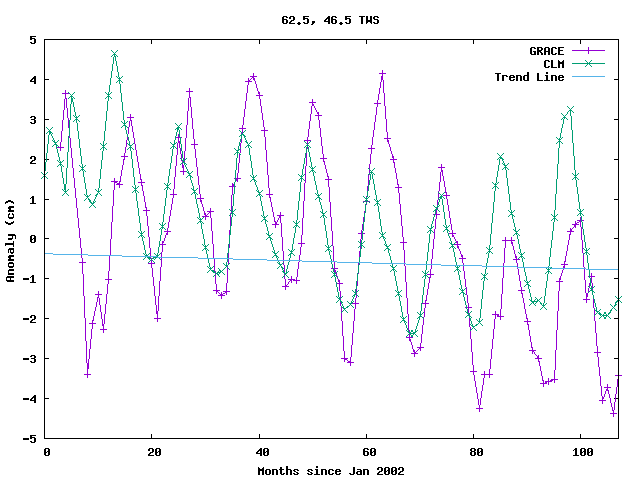 62.5, 46.5 TWS
GRACE
CLM
Trend Line
5
4
3
2
1
0
-1
-2
-3
-4
-5
Anomaly (cm)
0 20 40 60 80 100
Months since Jan 2002